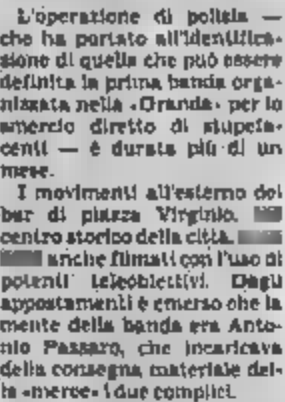 L'operazione di polizia —
che ha portato all'identifica-
zione di quella che può essere
definita la prima banda orga-
nizzata nella «Granda» per lo
smercio diretto di stupefa-
centi — è durata più di un
mese.
I movimenti all'esterno del
bar di piazza Virginio,
centro storico della città,
anche filmati con l'uso di
potenti teleobiettivi. Dagli
appostamenti è emerso che la
mente della banda era Anto-
nio Passaro, che incaricava
della consegna materiale del-
la «merce» i due complici.